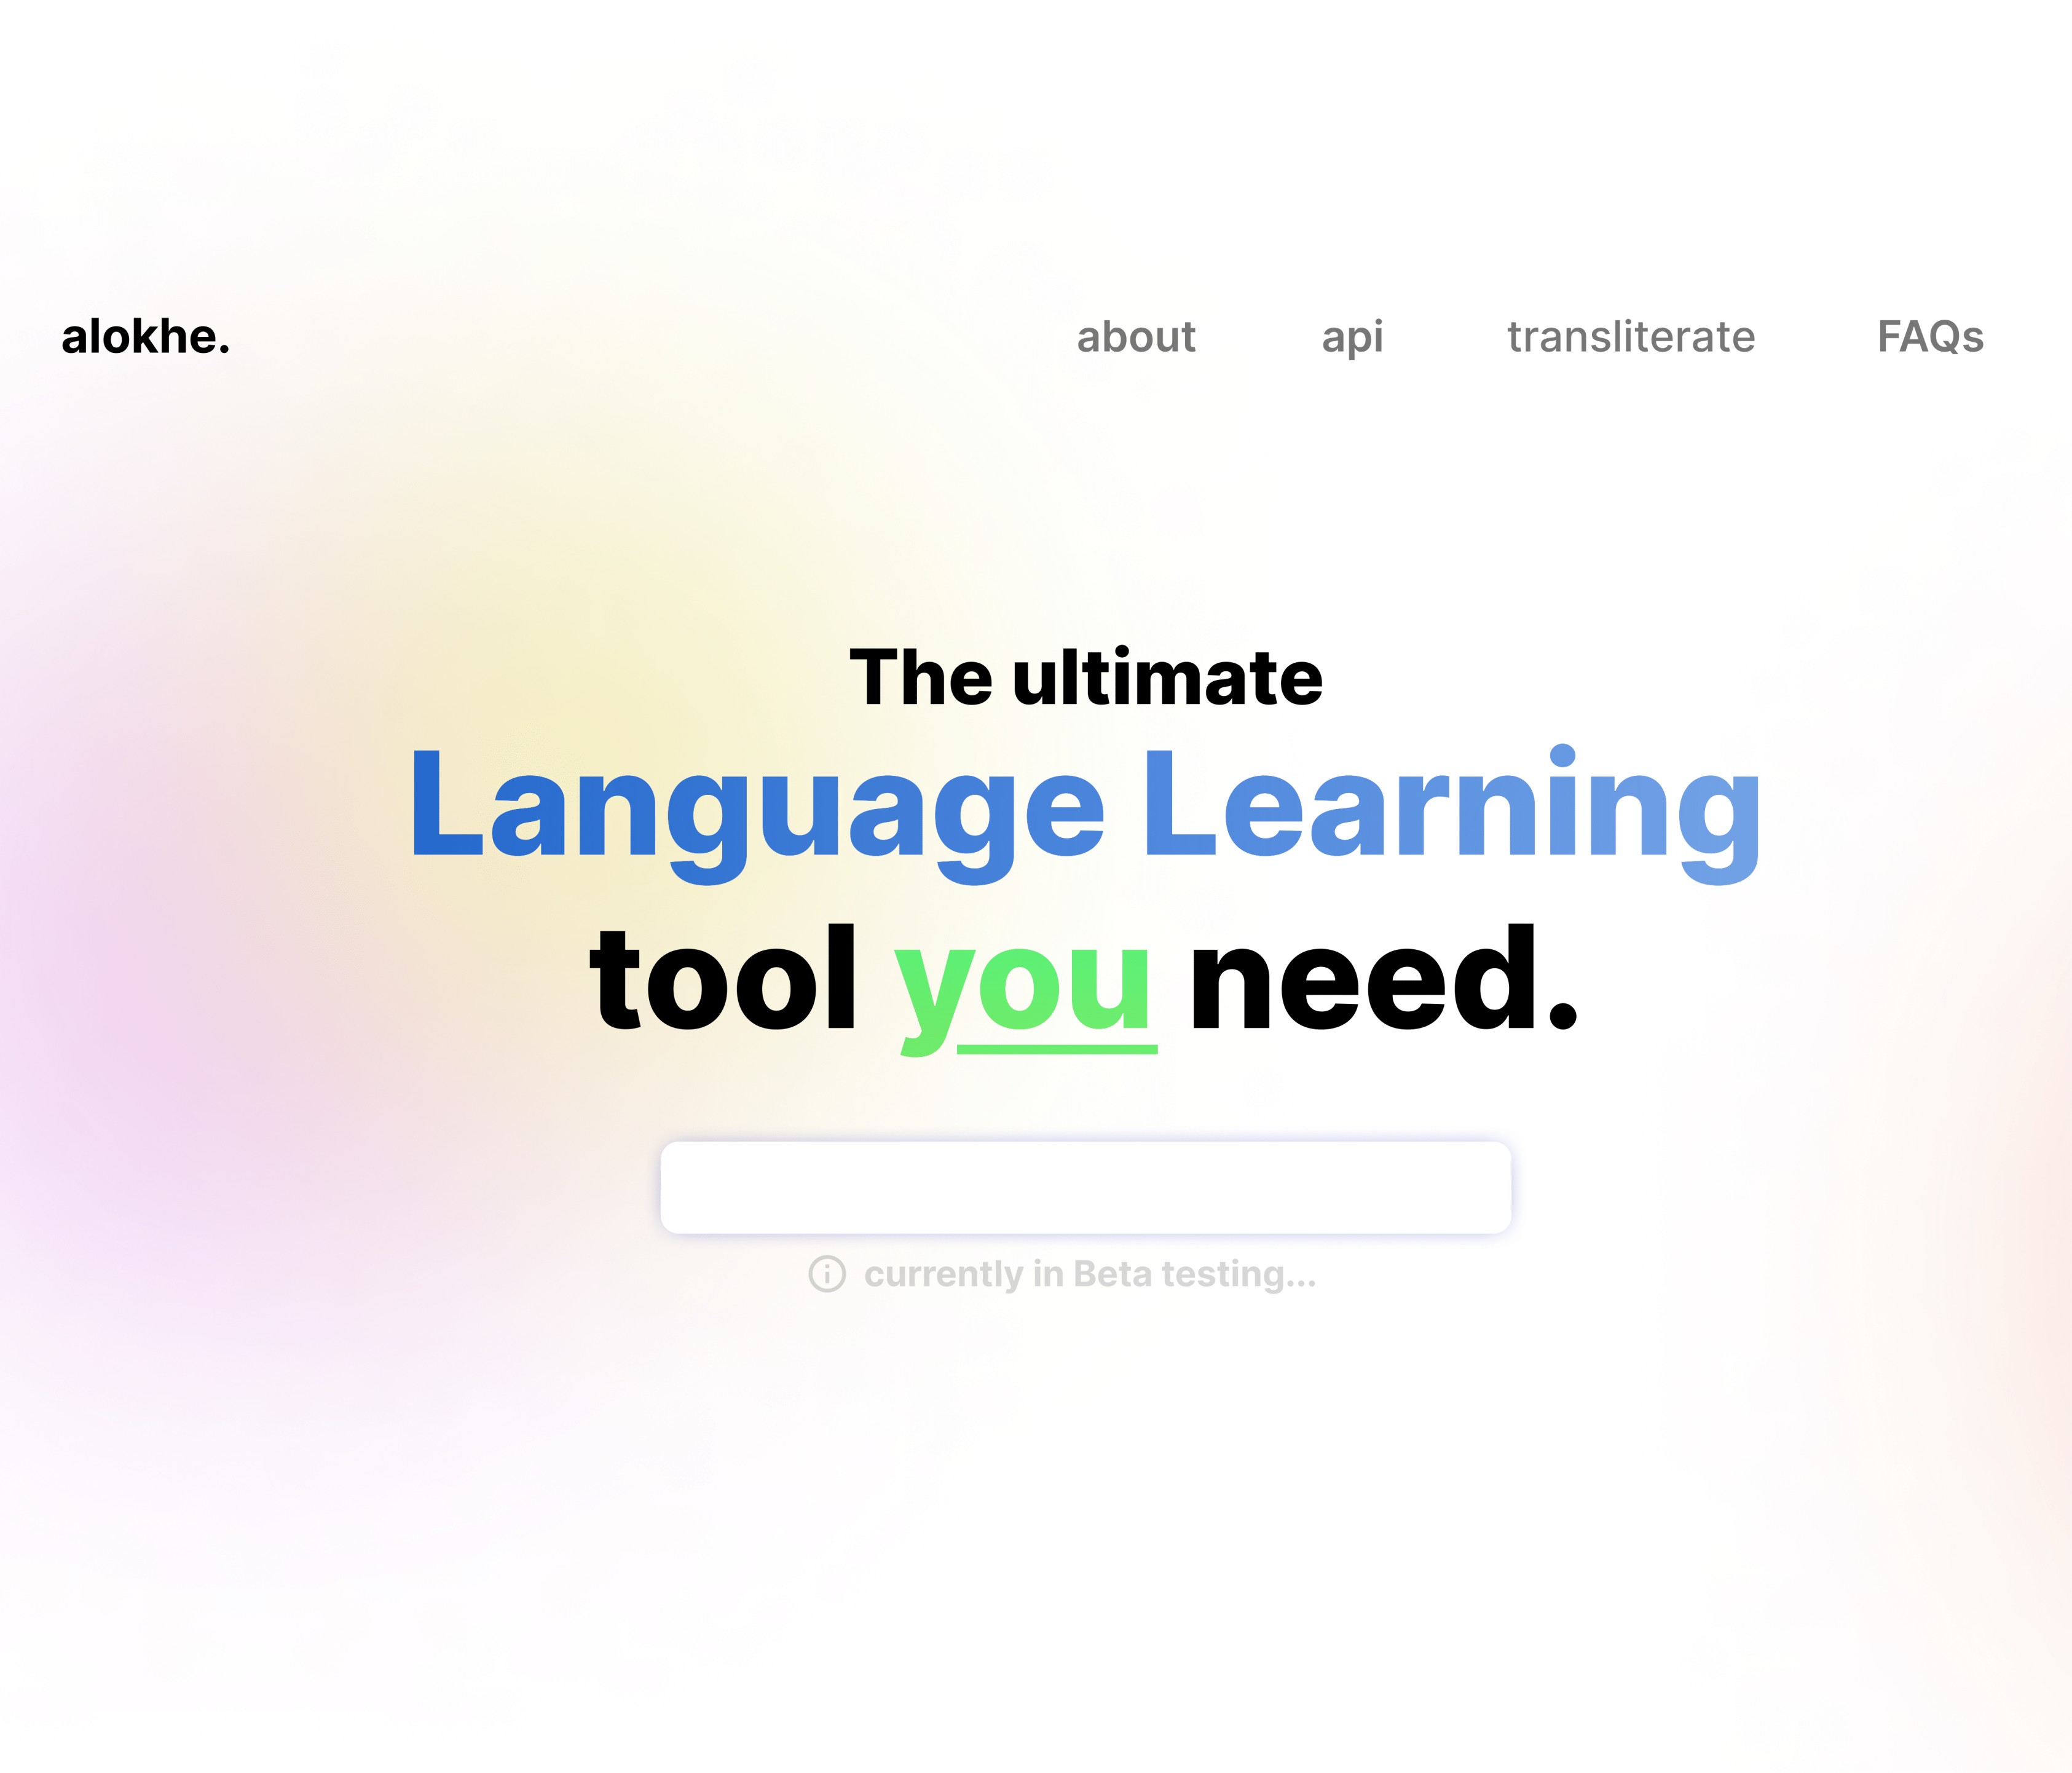 alokhe.
about api transliterate FAQs
The ultimate
Language Learning
tool you need.
currently in Beta testing...